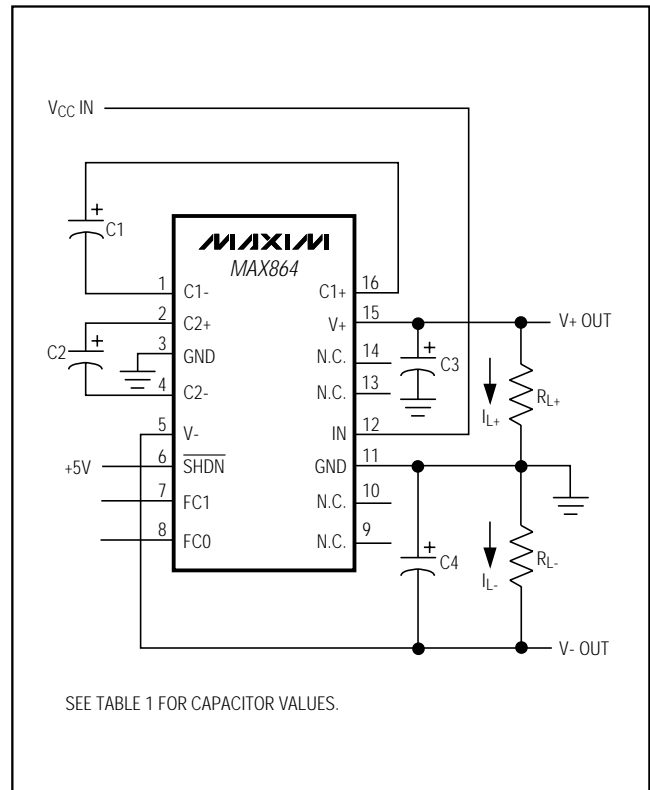 VCC IN
+
C1
MAXIM
MAX864
1 C1-
C1+ 16
2 C2+
V+ 15
V+ OUT
+
C2
3 GND
N.C. 14
+
C3
RL+
IL+
4 C2-
N.C. 13
5 V-
IN 12
+5V
6 SHDN
GND 11
7 FC1
N.C. 10
8 FC0
N.C. 9
+
C4
RL-
IL-
V- OUT
SEE TABLE 1 FOR CAPACITOR VALUES.